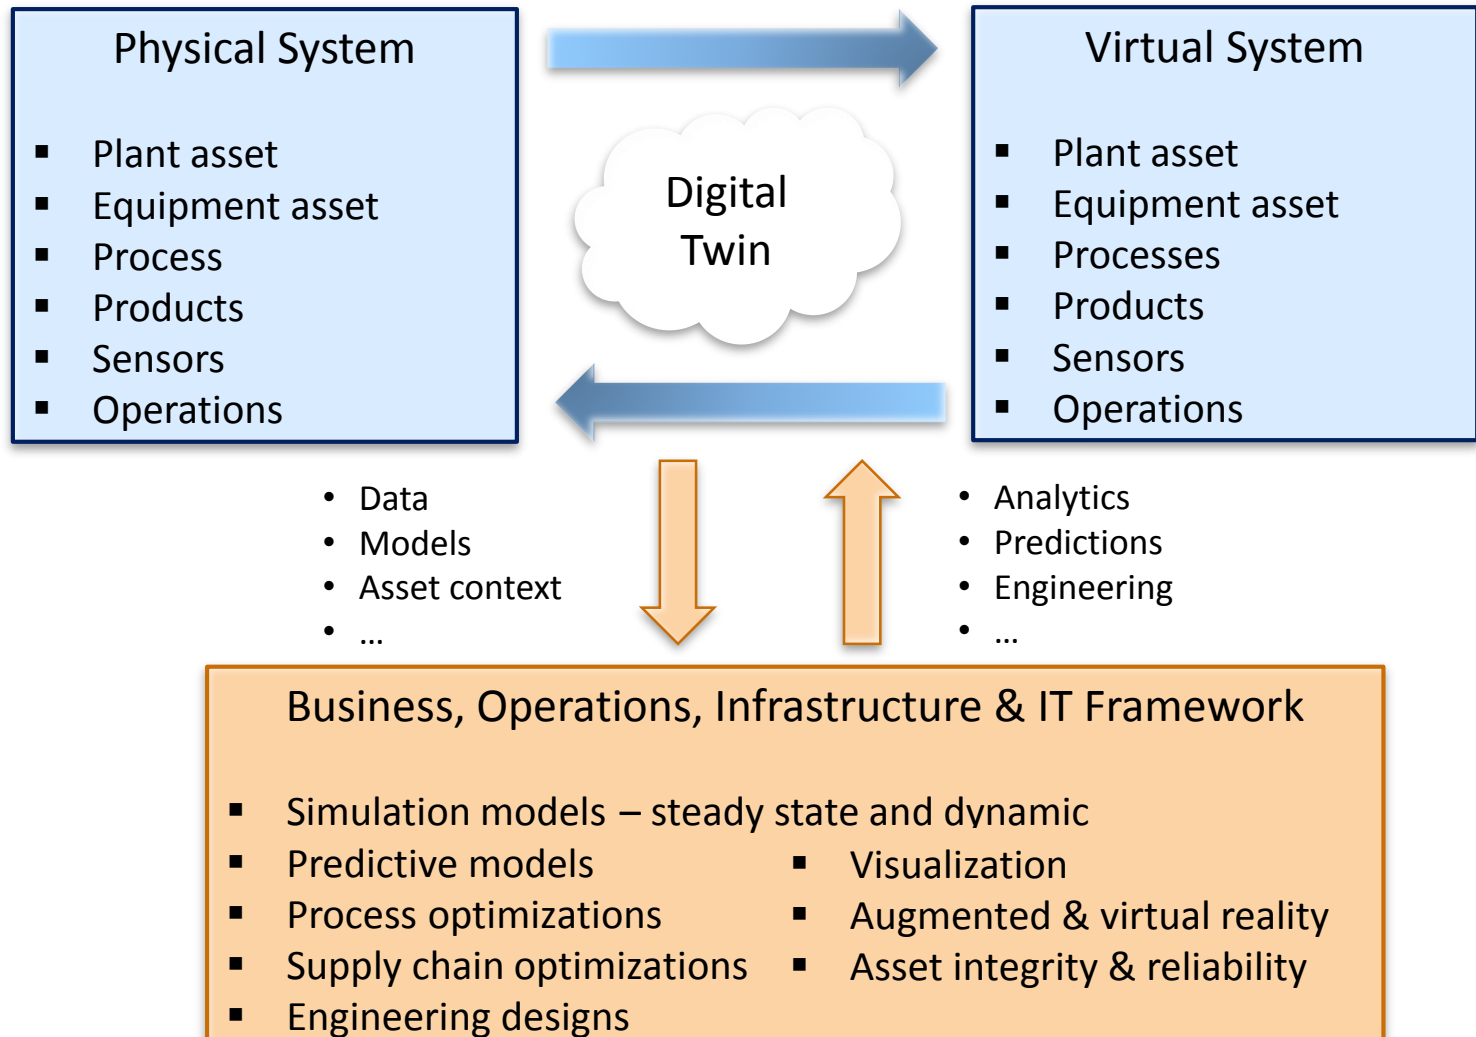 Physical System
▪ Plant asset
▪ Equipment asset
▪ Process
▪ Products
▪ Sensors
▪ Operations
Digital
Twin
Virtual System
▪ Plant asset
▪ Equipment asset
▪ Processes
▪ Products
▪ Sensors
▪ Operations
• Data
• Models
• Asset context
• ...
• Analytics
• Predictions
• Engineering
• ...
Business, Operations, Infrastructure & IT Framework
▪ Simulation models – steady state and dynamic
▪ Predictive models
▪ Process optimizations
▪ Supply chain optimizations
▪ Engineering designs
▪ Visualization
▪ Augmented & virtual reality
▪ Asset integrity & reliability